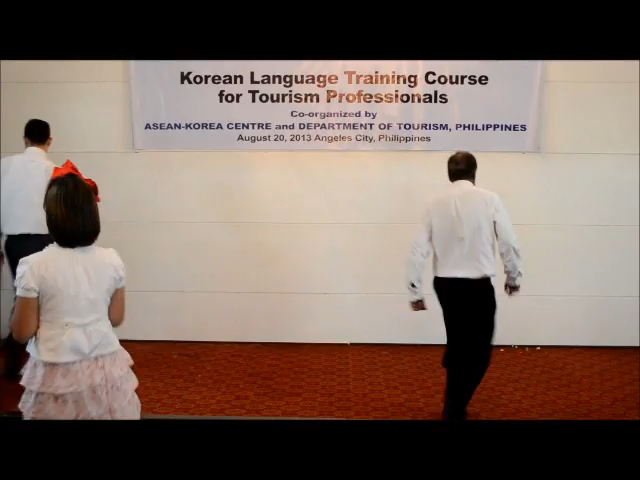 Korean Language Training Course
for Tourism Professionals
Co-organized by
ASEAN-KOREA CENTRE and DEPARTMENT OF TOURISM, PHILIPPINES
August 20, 2013 Angeles City, Philippines